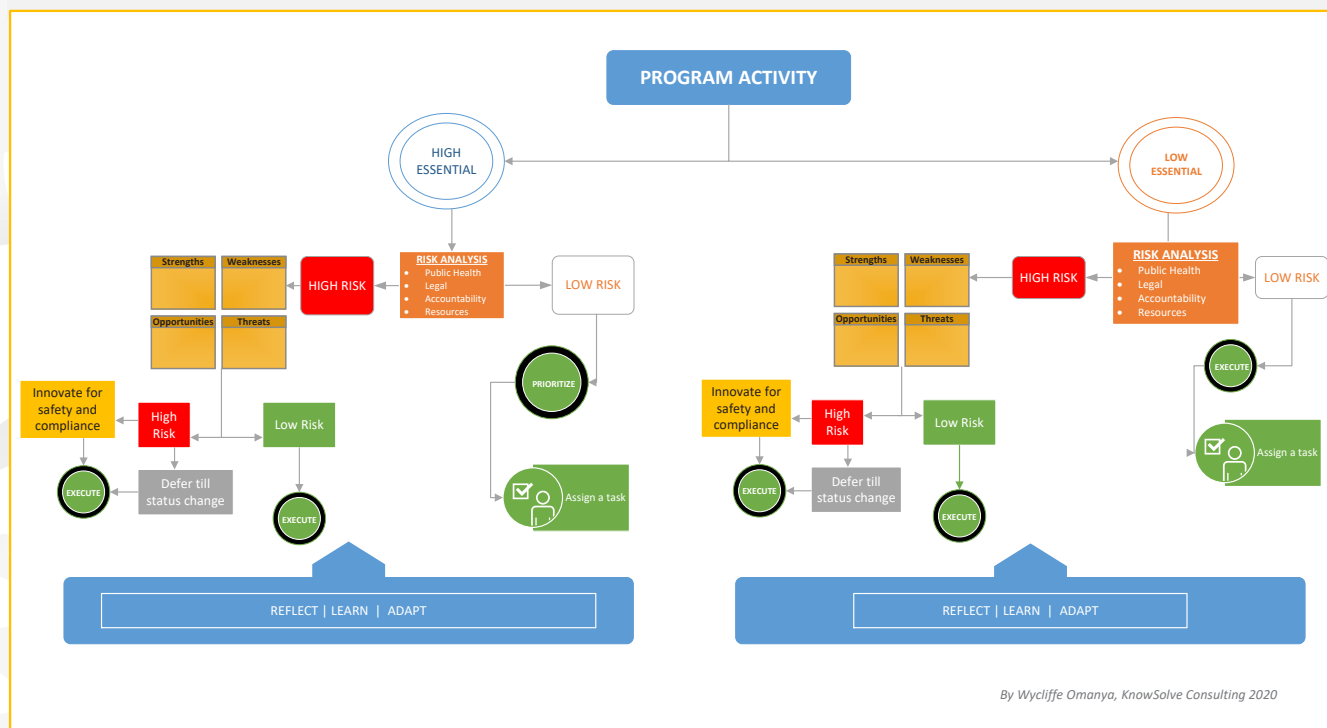 PROGRAM ACTIVITY
HIGH
ESSENTIAL
LOW
ESSENTIAL
Strengths
Weaknesses
Opportunities
Threats
HIGH RISK
RISK ANALYSIS
• Public Health
• Legal
• Accountability
• Resources
LOW RISK
PRIORITIZE
Assign a task
Innovate for
safety and
compliance
High
Risk
Low Risk
EXECUTE
Defer till
status change
EXECUTE
REFLECT | LEARN | ADAPT
Strengths
Weaknesses
Opportunities
Threats
HIGH RISK
RISK ANALYSIS
• Public Health
• Legal
• Accountability
• Resources
LOW RISK
EXECUTE
Assign a task
Innovate for
safety and
compliance
High
Risk
Low Risk
EXECUTE
Defer till
status change
EXECUTE
REFLECT | LEARN | ADAPT
By Wycliffe Omanya, KnowSolve Consulting 2020